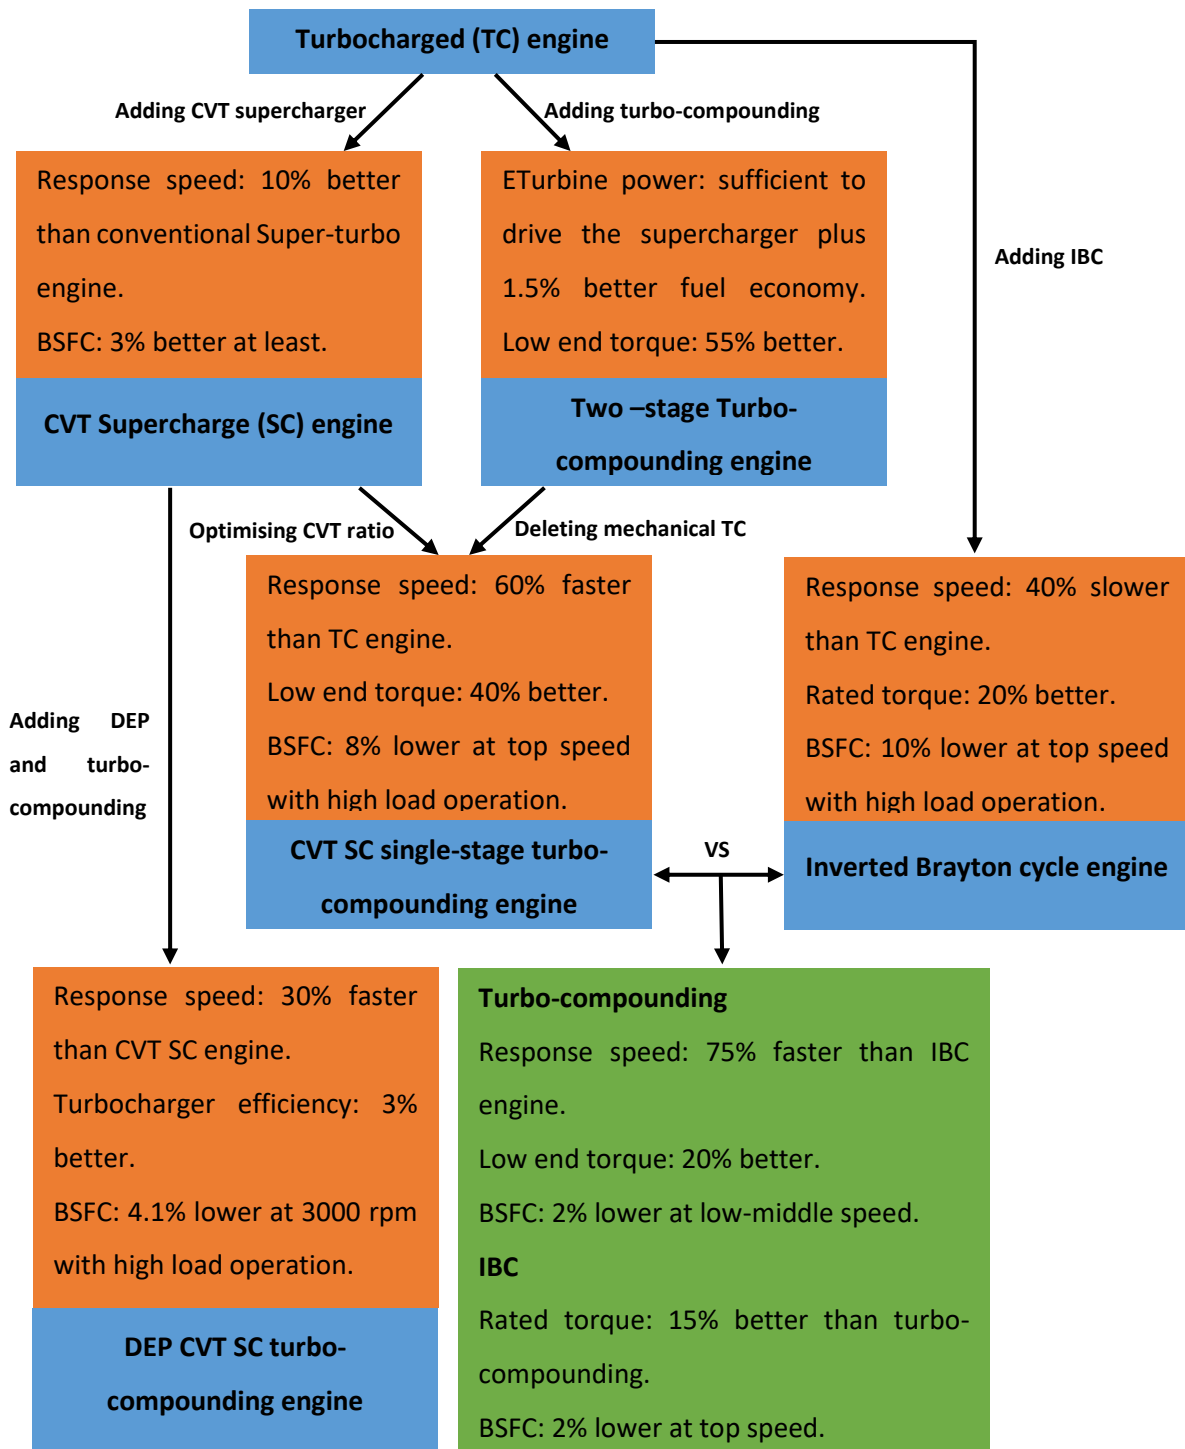 Turbocharged (TC) engine
Adding CVT supercharger
Adding turbo-compounding
Response speed: 10% better
than conventional Super-turbo
engine.
BSFC: 3% better at least.
CVT Supercharge (SC) engine
ETurbine power: sufficient to
drive the supercharger plus
1.5% better fuel economy.
Low end torque: 55% better.
Two –stage Turbo-
compounding engine
Adding IBC
Optimising CVT ratio
Deleting mechanical TC
Response speed: 60% faster
than TC engine.
Low end torque: 40% better.
BSFC: 8% lower at top speed
with high load operation.
CVT SC single-stage turbo-
compounding engine
Response speed: 40% slower
than TC engine.
Rated torque: 20% better.
BSFC: 10% lower at top speed
with high load operation.
Inverted Brayton cycle engine
Adding DEP
and turbo-
compounding
VS
Response speed: 30% faster
than CVT SC engine.
Turbocharger efficiency: 3%
better.
BSFC: 4.1% lower at 3000 rpm
with high load operation.
DEP CVT SC turbo-
compounding engine
Turbo-compounding
Response speed: 75% faster than IBC
engine.
Low end torque: 20% better.
BSFC: 2% lower at low-middle speed.
IBC
Rated torque: 15% better than turbo-
compounding.
BSFC: 2% lower at top speed.